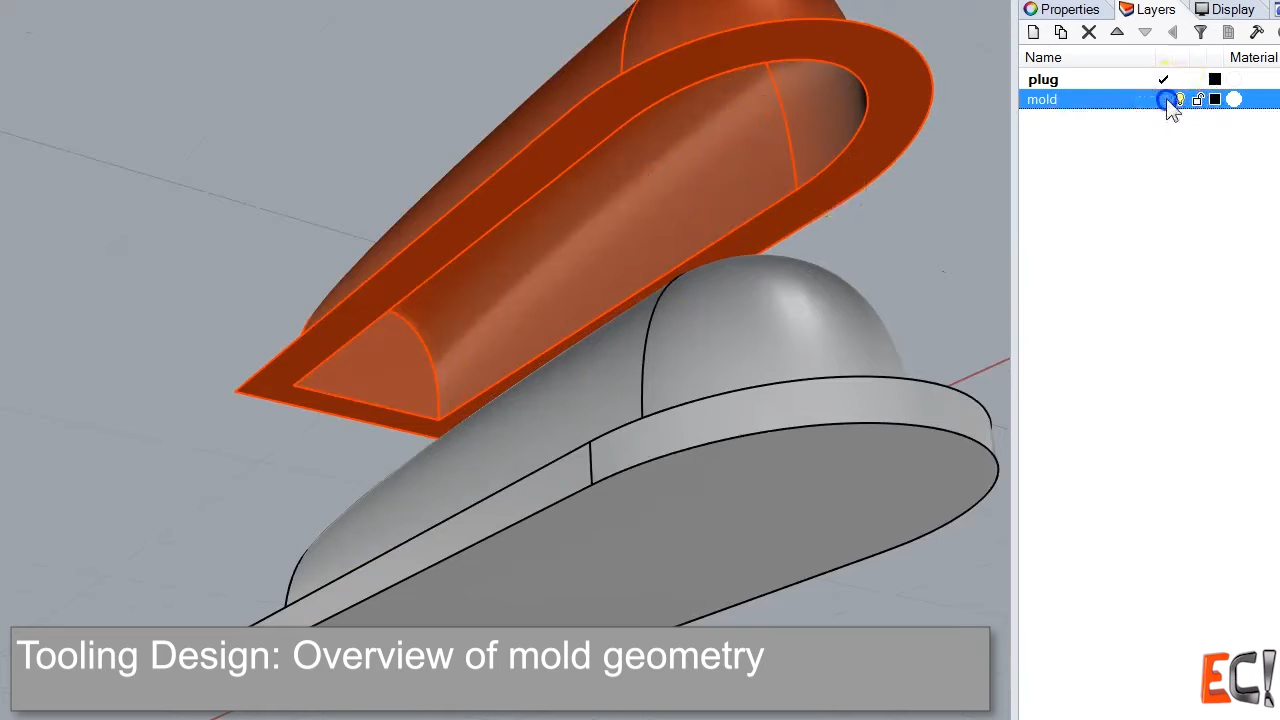 Properties
Layers
Display
Name
Material
plug
mold
Tooling Design: Overview of mold geometry
EC!